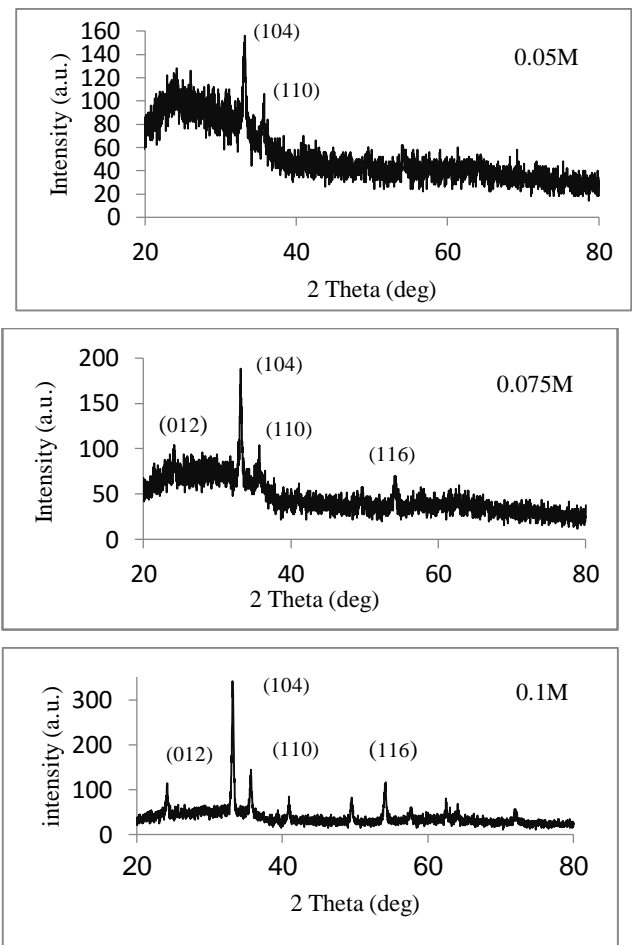 160
(104)
0.05M
140
120
(110)
100
80
60
40
20
0
20 40 60 80
2 Theta (deg)
Intensity (a.u.)
200
(104)
0.075M
150
(012)
(110)
(116)
100
50
0
20 40 60 80
2 Theta (deg)
Intensity (a.u.)
(104)
0.1M
300
(012)
(110)
(116)
200
100
0
20 40 60 80
2 Theta (deg)
intensity (a.u.)